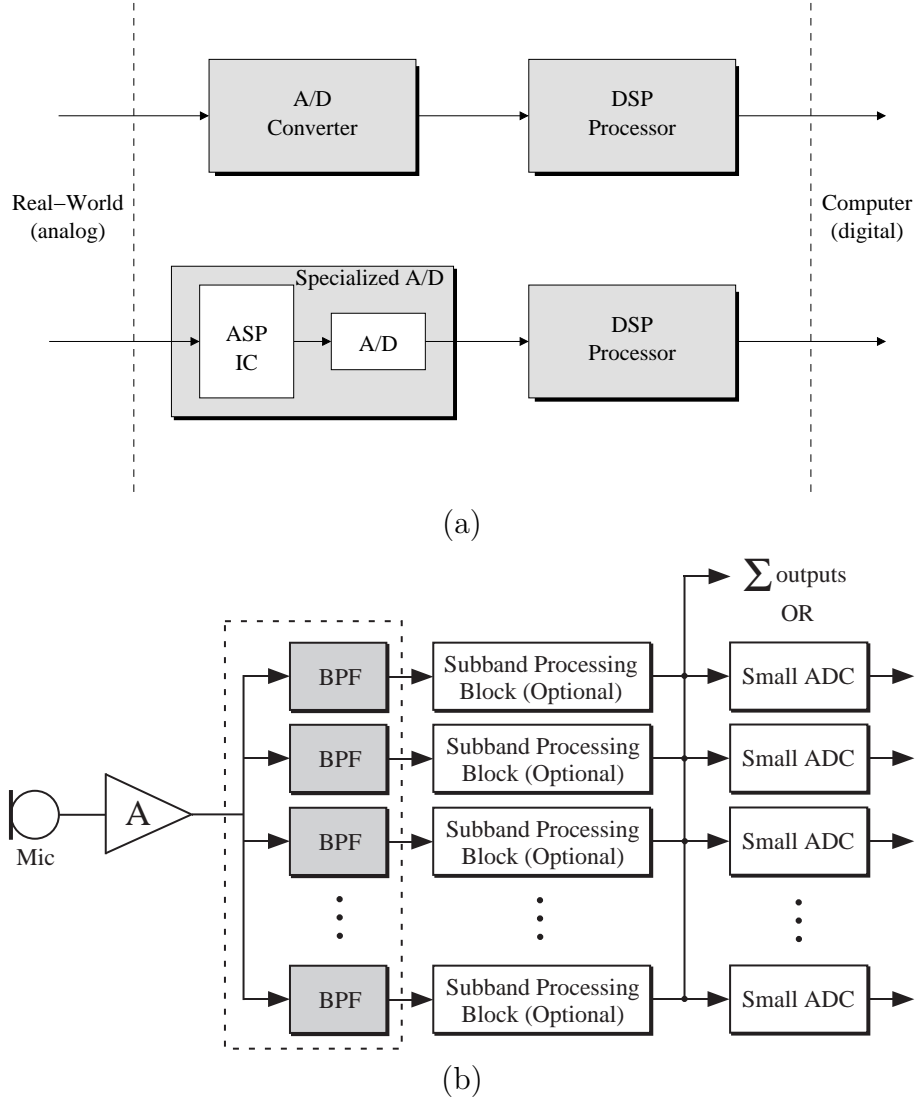 A/D
Converter
DSP
Processor
Real−World
(analog)
Computer
(digital)
Specialized A/D
ASP
IC
A/D
DSP
Processor
(a)
Σ outputs
OR
BPF
Subband Processing
Block (Optional)
Small ADC
BPF
Subband Processing
Block (Optional)
Small ADC
A
Mic
BPF
Subband Processing
Block (Optional)
Small ADC
BPF
Subband Processing
Block (Optional)
Small ADC
(b)